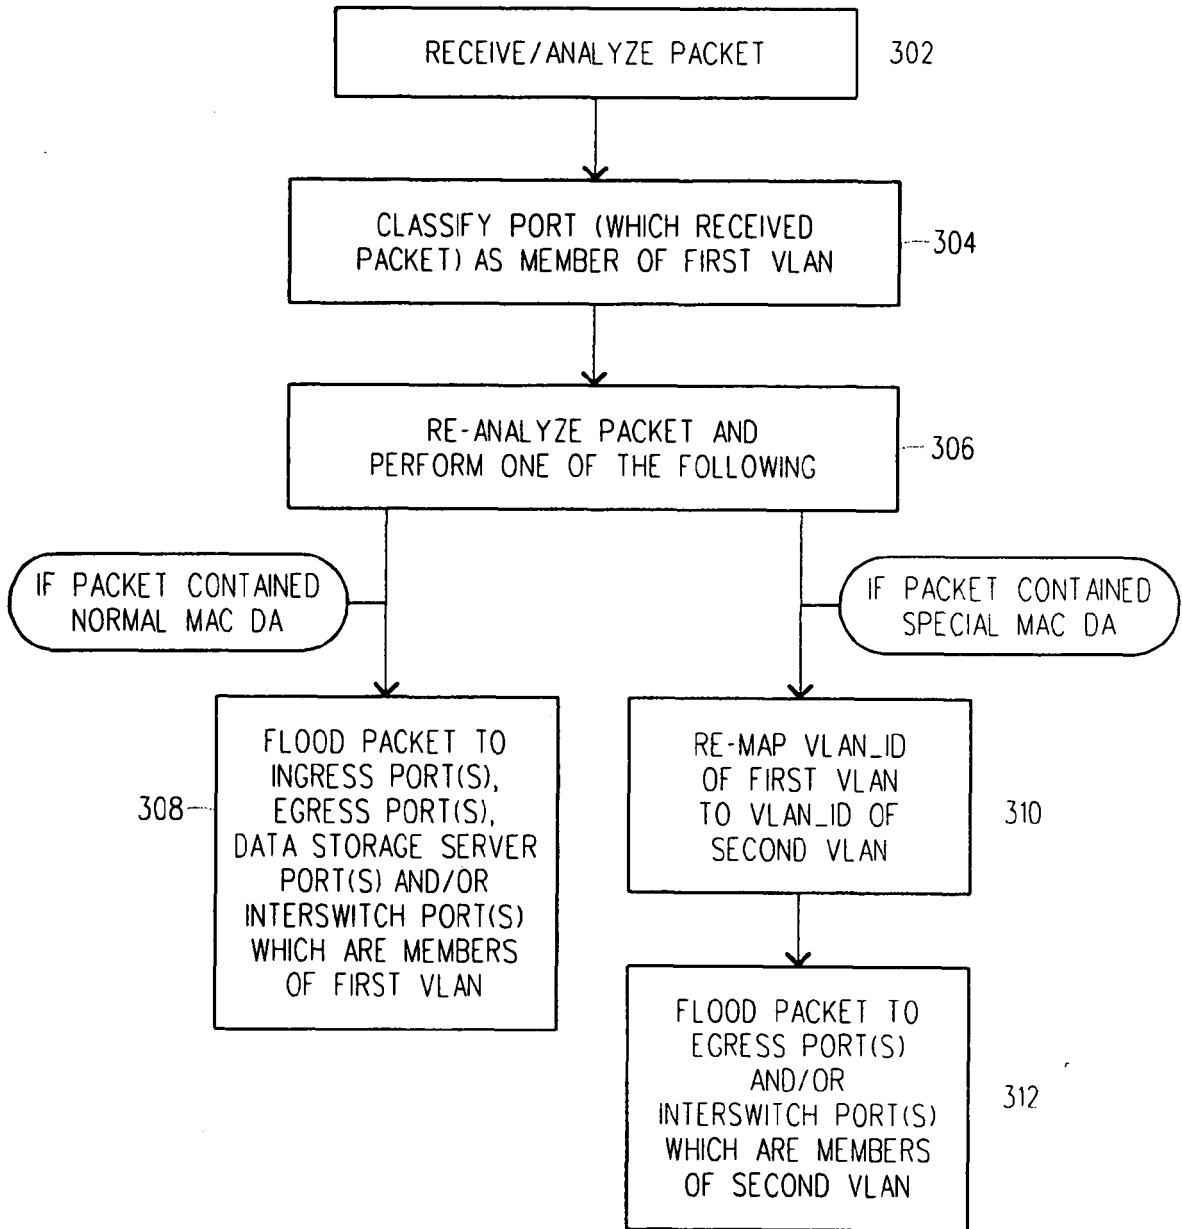 RECEIVE/ANALYZE PACKET
302
CLASSIFY PORT (WHICH RECEIVED
PACKET) AS MEMBER OF FIRST VLAN
304
RE-ANALYZE PACKET AND
PERFORM ONE OF THE FOLLOWING
306
IF PACKET CONTAINED
NORMAL MAC DA
IF PACKET CONTAINED
SPECIAL MAC DA
308
FLOOD PACKET TO
INGRESS PORT(S),
EGRESS PORT(S),
DATA STORAGE SERVER
PORT(S) AND/OR
INTERSWITCH PORT(S)
WHICH ARE MEMBERS
OF FIRST VLAN
RE-MAP VLAN_ID
OF FIRST VLAN
TO VLAN_ID OF
SECOND VLAN
310
FLOOD PACKET TO
EGRESS PORT(S)
AND/OR
INTERSWITCH PORT(S)
WHICH ARE MEMBERS
OF SECOND VLAN
312